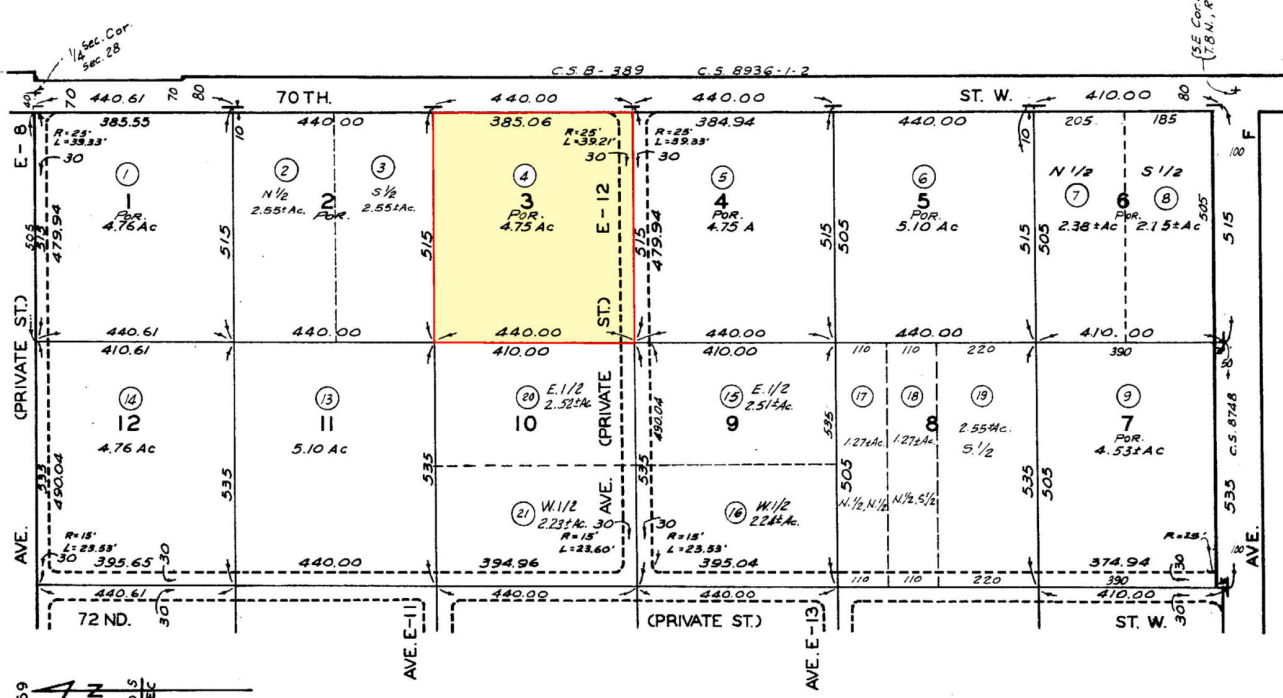 1/4 Sec. Cor.
Sec. 28
S.E. Cor.
T.8 N., R
C.S. B-389 C.S. 8936-1-2
40 70 440.61 70 80 70 TH. 440.00 440.00 ST. W. 410.00 80
385.55 10 440.00 385.06 384.94 440.00 10 205. 185
E-8
R=25'
L=39.33'
30
R=25'
L=39.21'
30
R=25'
L=39.33'
30
100
F
1
1
POR.
4.76 Ac
2
N 1/2
2.55±Ac.
2
POR.
3
S 1/2
2.55±Ac.
4
3
POR.
4.75 Ac
E-12
5
4
POR.
4.75 A
6
5
POR.
5.10 Ac
N 1/2
7
2.38±Ac
6
POR.
S 1/2
8
2.15±Ac
505 515 479.94 515 515 515 479.94 515 505 515 505 505 515
(PRIVATE ST.)
440.61 440.00 440.00 440.00 440.00 410.00
410.61 410.00 410.00 110 110 220 390
50
14
12
4.76 Ac
13
11
5.10 Ac
20 E.1/2
2.52±Ac.
10
15 E.1/2
2.51±Ac.
9
17
1.27±Ac.
N.1/2, N.1/2
18
1.27±Ac.
N.1/2, S.1/2
8
19
2.55±Ac.
S.1/2
9
7
POR.
4.53±Ac
AVE. (PRIVATE ST.)
535 490.04 535 535 535 490.04 535 505 535 505 535
C.S. 8748
21 W.1/2
2.23±Ac.
16 W.1/2
2.24±Ac.
AVE.
R=15'
L=23.53'
30
R=15'
L=23.60'
30
R=15'
L=23.53'
30
R=25'
100
AVE.
395.65 30 440.00 394.96 395.04 374.94 30
110 110 220 390
440.61 440.00 440.00 410.00
72 ND. 30 (PRIVATE ST.) ST. W. 30
AVE. E-11
AVE. E-13
N